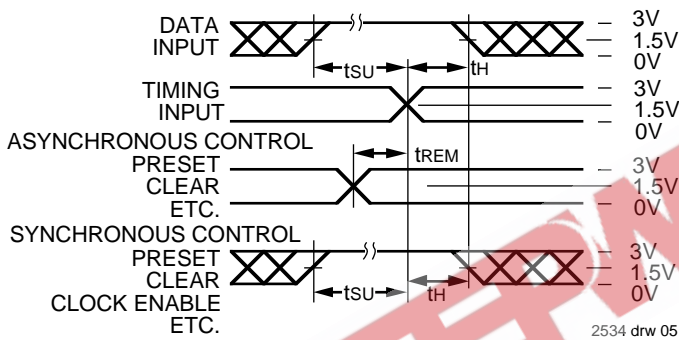 DATA INPUT
3V
1.5V
0V
tSU
tH
TIMING INPUT
3V
1.5V
0V
ASYNCHRONOUS CONTROL
PRESET
CLEAR
ETC.
tREM
3V
1.5V
0V
SYNCHRONOUS CONTROL
PRESET
CLEAR
CLOCK ENABLE
ETC.
tSU
tH
3V
1.5V
0V
2534 drw 05